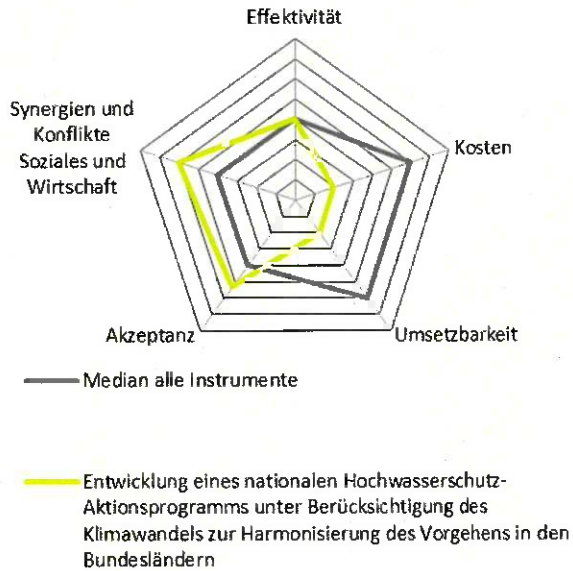 Effektivität
Synergien und
Konflikte
Soziales und
Wirtschaft
Kosten
Akzeptanz
Umsetzbarkeit
Median alle Instrumente
Entwicklung eines nationalen Hochwasserschutz-
Aktionsprogramms unter Berücksichtigung des
Klimawandels zur Harmonisierung des Vorgehens in den
Bundesländern